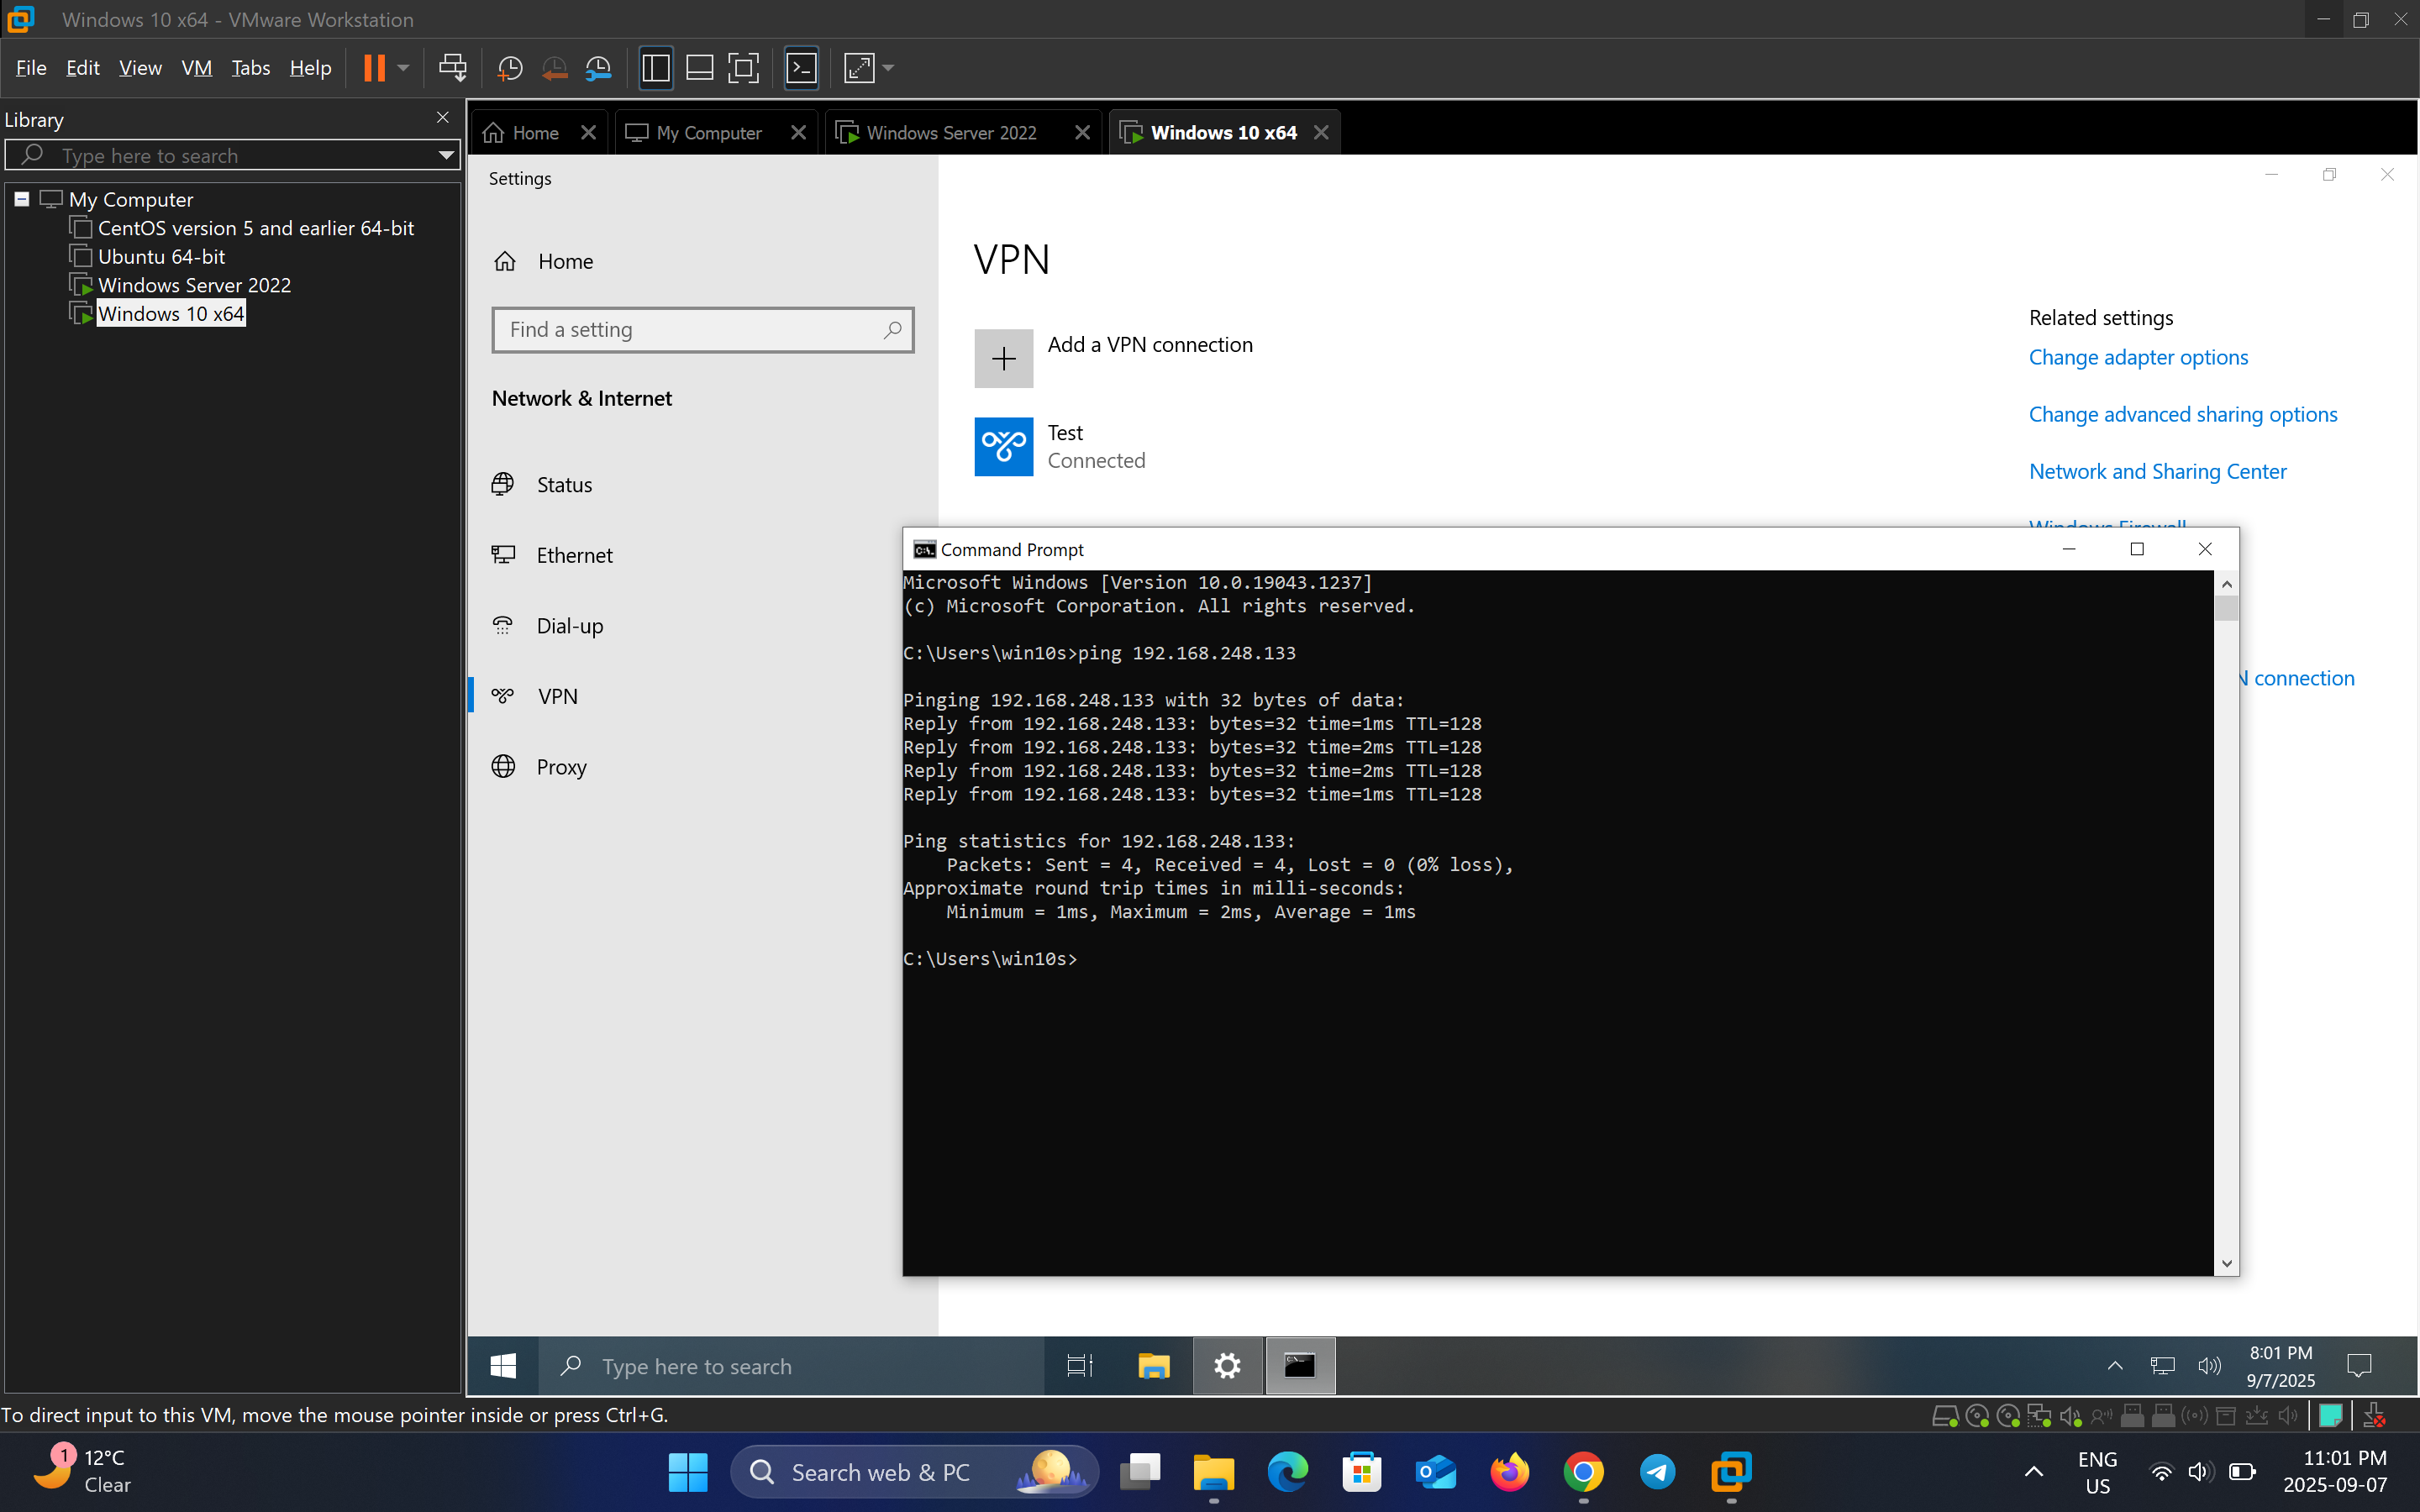 Windows 10 x64 - VMware Workstation
File Edit View VM Tabs Help
Library
Type here to search
My Computer
CentOS version 5 and earlier 64-bit
Ubuntu 64-bit
Windows Server 2022
Windows 10 x64
Home
My Computer
Windows Server 2022
Windows 10 x64
Settings
Home
Find a setting
Network & Internet
Status
Ethernet
Dial-up
VPN
Proxy
VPN
Add a VPN connection
Test
Connected
Related settings
Change adapter options
Change advanced sharing options
Network and Sharing Center
Windows Firewall
N connection
Command Prompt
Microsoft Windows [Version 10.0.19043.1237]
(c) Microsoft Corporation. All rights reserved.
C:\Users\win10s>ping 192.168.248.133
Pinging 192.168.248.133 with 32 bytes of data:
Reply from 192.168.248.133: bytes=32 time=1ms TTL=128
Reply from 192.168.248.133: bytes=32 time=2ms TTL=128
Reply from 192.168.248.133: bytes=32 time=2ms TTL=128
Reply from 192.168.248.133: bytes=32 time=1ms TTL=128
Ping statistics for 192.168.248.133:
Packets: Sent = 4, Received = 4, Lost = 0 (0% loss),
Approximate round trip times in milli-seconds:
Minimum = 1ms, Maximum = 2ms, Average = 1ms
C:\Users\win10s>
Type here to search
8:01 PM
9/7/2025
To direct input to this VM, move the mouse pointer inside or press Ctrl+G.
1
12°C
Clear
Search web & PC
ENG
US
11:01 PM
2025-09-07